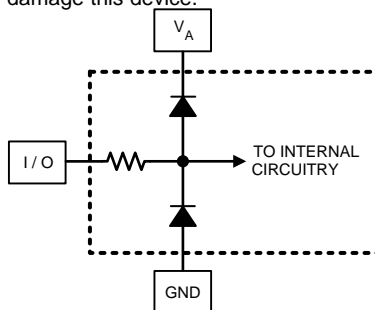 damage this device.
VA
I / O
TO INTERNAL
CIRCUITRY
GND